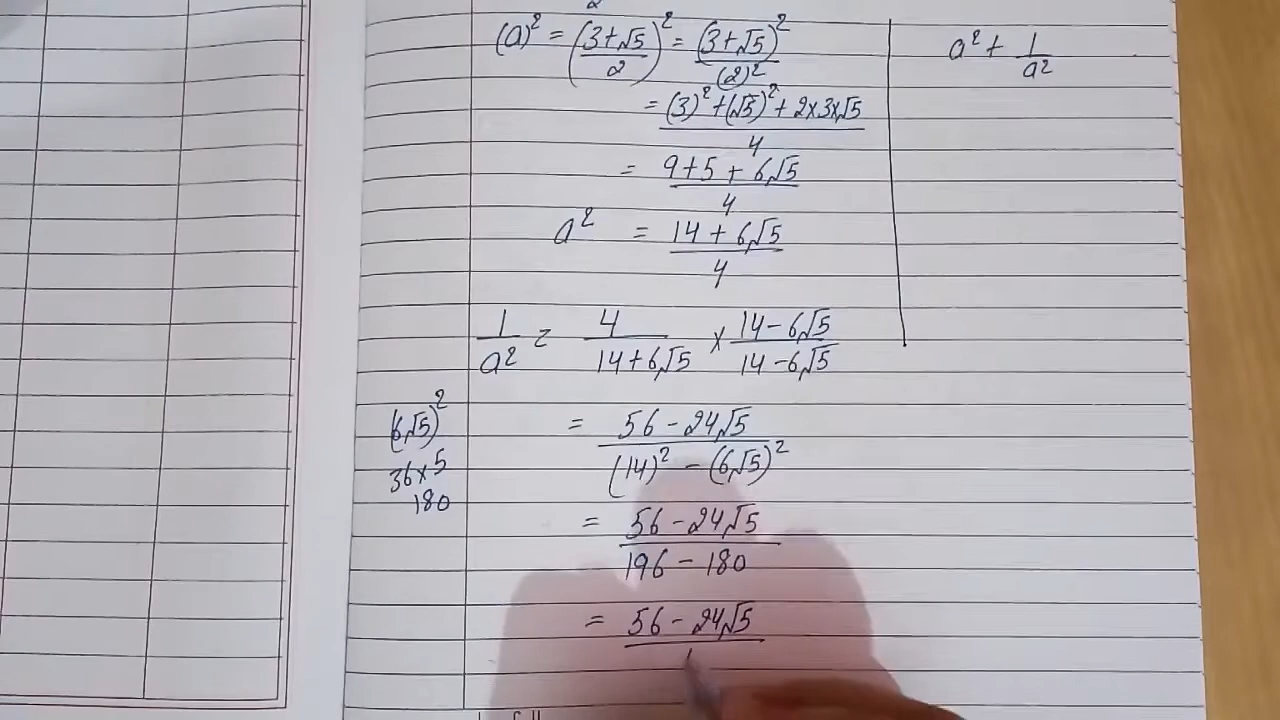 (a)² = (3+√5/2)² = (3+√5)²/(2)²
= (3)²+(√5)²+2×3×√5/4
= 9+5+6√5/4
a² = 14+6√5/4
1/a² = 4/14+6√5 × 14-6√5/14-6√5
= 56-24√5/(14)²-(6√5)²
= 56-24√5/196-180
= 56-24√5
(6√5)²
36×5
180
a²+1/a²